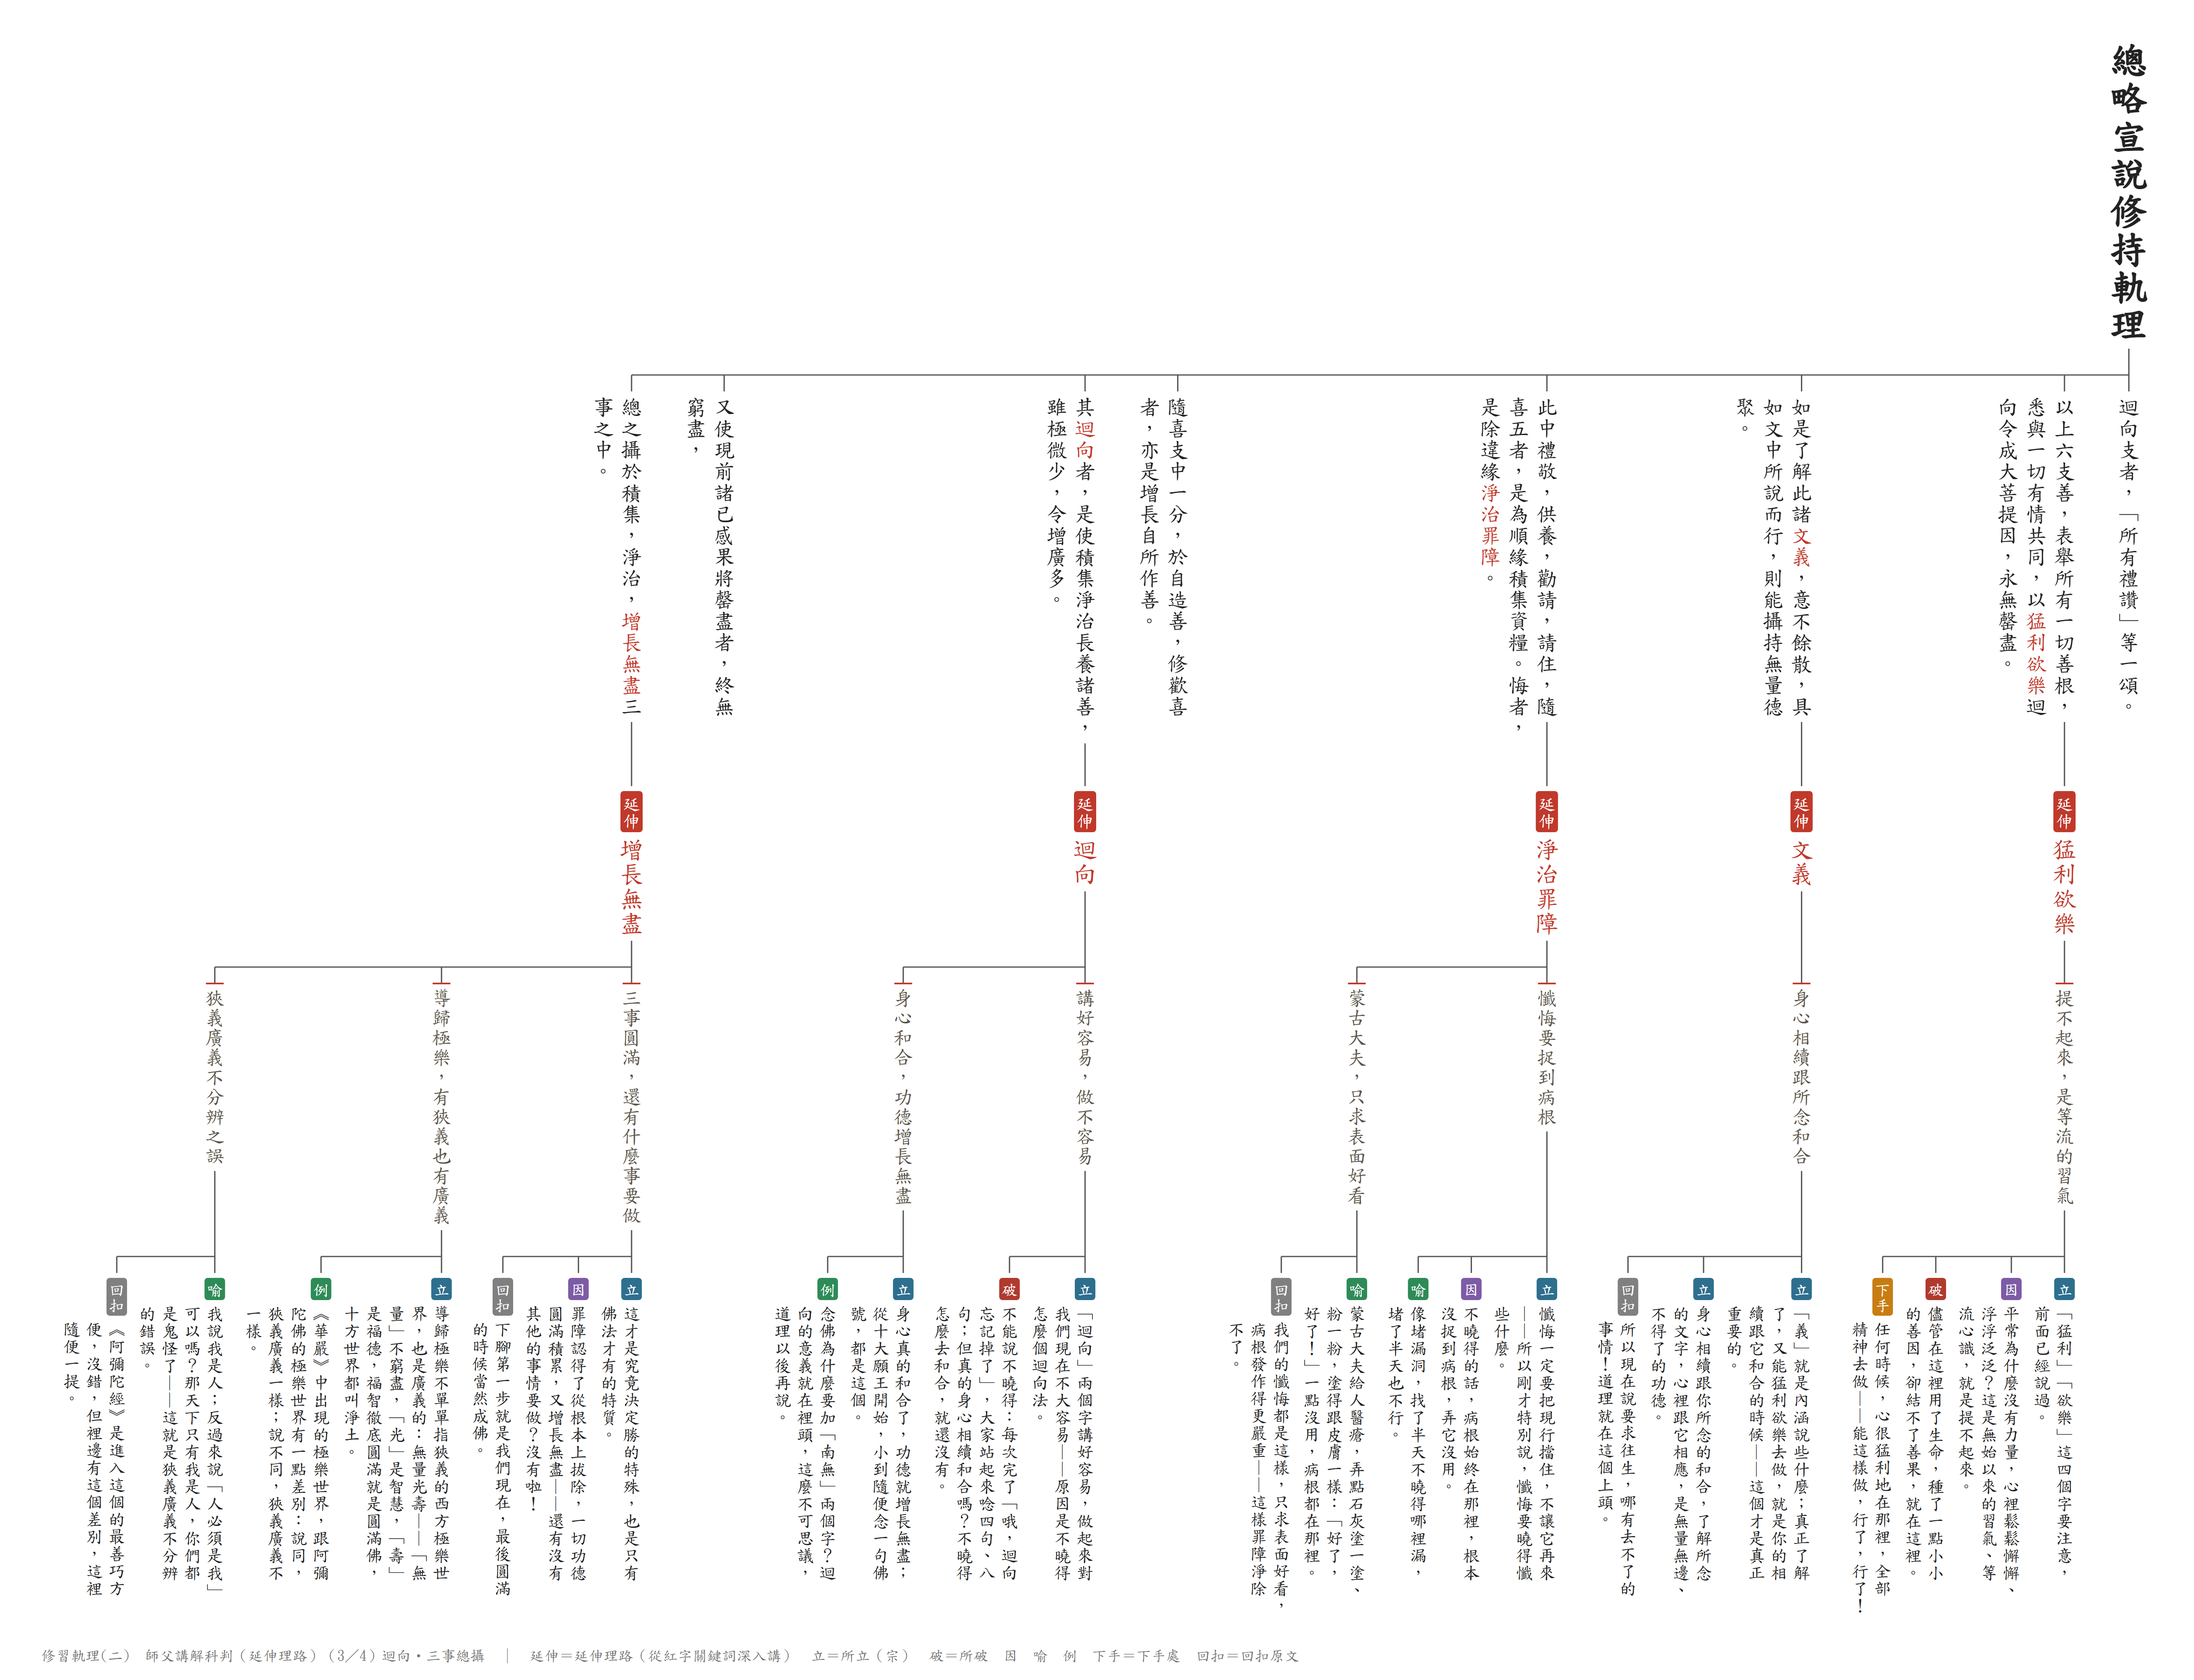 總略宣說修持軌理
迴向支者，「所有禮讚」等一頌。
以上六支善，表舉所有一切善根，
悉與一切有情共同，以猛利欲樂迴
向令成大菩提因，永無罄盡。
如是了解此諸文義，意不餘散，具
如文中所說而行，則能攝持無量德
聚。
此中禮敬，供養，勸請，請住，隨
喜五者，是為順緣積集資糧。悔者，
是除違緣淨治罪障。
隨喜支中一分，於自造善，修歡喜
者，亦是增長自所作善。
其迴向者，是使積集淨治長養諸善，
雖極微少，令增廣多。
又使現前諸已感果將罄盡者，終無
窮盡，
總之攝於積集，淨治，增長無盡三
事之中。
延伸
猛利欲樂
延伸
文義
延伸
淨治罪障
延伸
迴向
延伸
增長無盡
提不起來，是等流的習氣
身心相續跟所念和合
懺悔要捉到病根
蒙古大夫，只求表面好看
講好容易，做不容易
身心和合，功德增長無盡
三事圓滿，還有什麼事要做
導歸極樂，有狹義也有廣義
狹義廣義不分辨之誤
立
「猛利」「欲樂」這四個字要注意，
前面已經說過。
因
平常為什麼沒有力量，心裡鬆鬆懈懈、
浮浮泛泛？這是無始以來的習氣、等
流心識，就是提不起來。
破
儘管在這裡用了生命，種了一點小小
的善因，卻結不了善果，就在這裡。
下手
任何時候，心很猛利地在那裡，全部
精神去做——能這樣做，行了，行了！
立
「義」就是內涵說些什麼；真正了解
了，又能猛利欲樂去做，就是你的相
續跟它和合的時候——這個才是真正
重要的。
立
身心相續跟你所念的和合，了解所念
的文字，心裡跟它相應，是無量無邊、
不得了的功德。
回扣
所以現在說要求往生，哪有去不了的
事情！道理就在這個上頭。
立
懺悔一定要把現行擋住，不讓它再來
——所以剛才特別說，懺悔要曉得懺
些什麼。
因
不曉得的話，病根始終在那裡，根本
沒捉到病根，弄它沒用。
喻
像堵漏洞，找了半天不曉得哪裡漏，
堵了半天也不行。
喻
蒙古大夫給人醫瘡，弄點石灰塗一塗、
粉一粉，塗得跟皮膚一樣：「好了，
好了！」一點沒用，病根都在那裡。
回扣
我們的懺悔都是這樣，只求表面好看，
病根發作得更嚴重——這樣罪障淨除
不了。
立
「迴向」兩個字講好容易，做起來對
我們現在不大容易——原因是不曉得
怎麼個迴向法。
破
不能說不曉得：每次完了「哦，迴向
忘記掉了」，大家站起來唸四句、八
句；但真的身心相續和合嗎？不曉得
怎麼去和合，就還沒有。
立
身心真的和合了，功德就增長無盡；
從十大願王開始，小到隨便念一句佛
號，都是這個。
例
念佛為什麼要加「南無」兩個字？迴
向的意義就在裡頭，這麼不可思議，
道理以後再說。
立
這才是究竟決定勝的特殊，也是只有
佛法才有的特質。
因
罪障認得了從根本上拔除，一切功德
圓滿積累，又增長無盡——還有沒有
其他的事情要做？沒有啦！
回扣
下腳第一步就是我們現在，最後圓滿
的時候當然成佛。
立
導歸極樂不單單指狹義的西方極樂世
界，也是廣義的：無量光壽——「無
量」不窮盡，「光」是智慧，「壽」
是福德，福智徹底圓滿就是圓滿佛，
十方世界都叫淨土。
例
《華嚴》中出現的極樂世界，跟阿彌
陀佛的極樂世界有一點差別：說同，
狹義廣義一樣；說不同，狹義廣義不
一樣。
喻
我說我是人；反過來說「人必須是我」
可以嗎？那天下只有我是人，你們都
是鬼怪了——這就是狹義廣義不分辨
的錯誤。
回扣
《阿彌陀經》是進入這個的最善巧方
便，沒錯，但裡邊有這個差別，這裡
隨便一提。
修習軌理(二)　師父講解科判（延伸理路）（3／4）迴向・三事總攝　｜　延伸＝延伸理路（從紅字關鍵詞深入講）　立＝所立（宗）　破＝所破　因　喻　例　下手＝下手處　回扣＝回扣原文